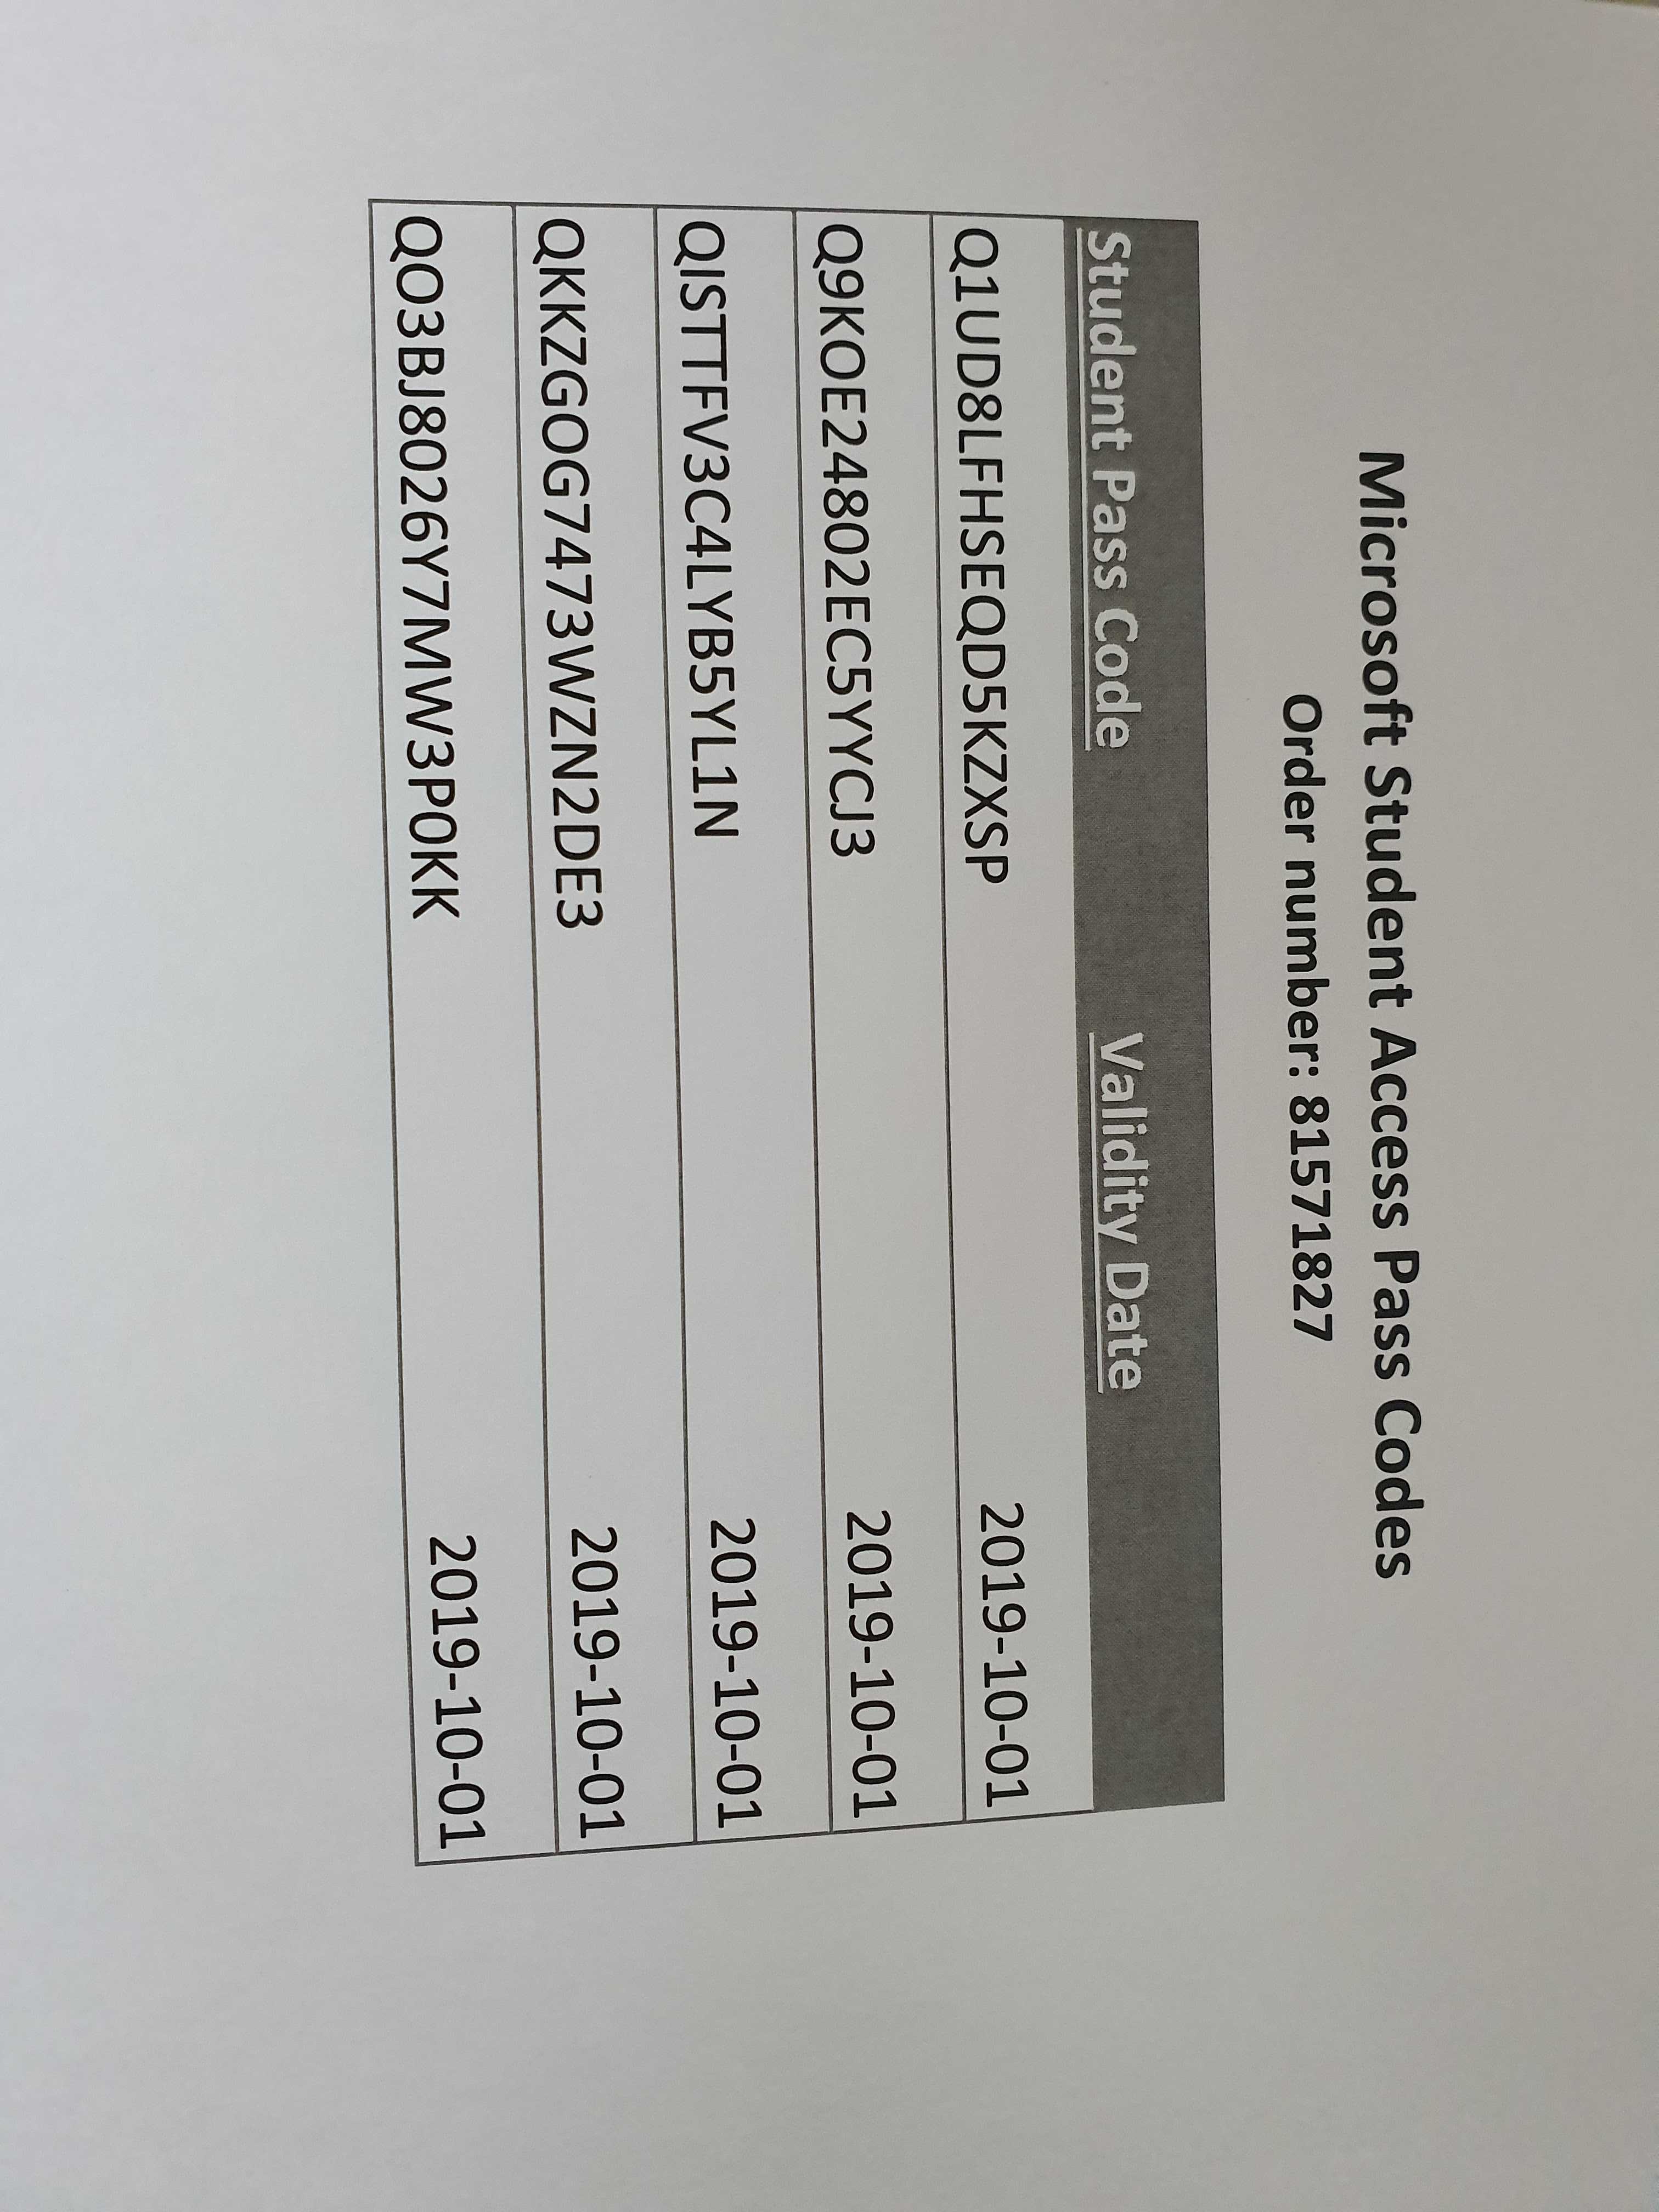 Microsoft Student Access Pass Codes
Order number: 81571827
Student Pass Code Validity Date
Q1UD8LFHSEQD5KZXSP 2019-10-01
Q9KOE24802EC5YYCJ3 2019-10-01
QISTTFV3C4LYB5YL1N 2019-10-01
QKKZGOG7473WZN2DE3 2019-10-01
QO3BJ8026Y7MW3P0KK 2019-10-01